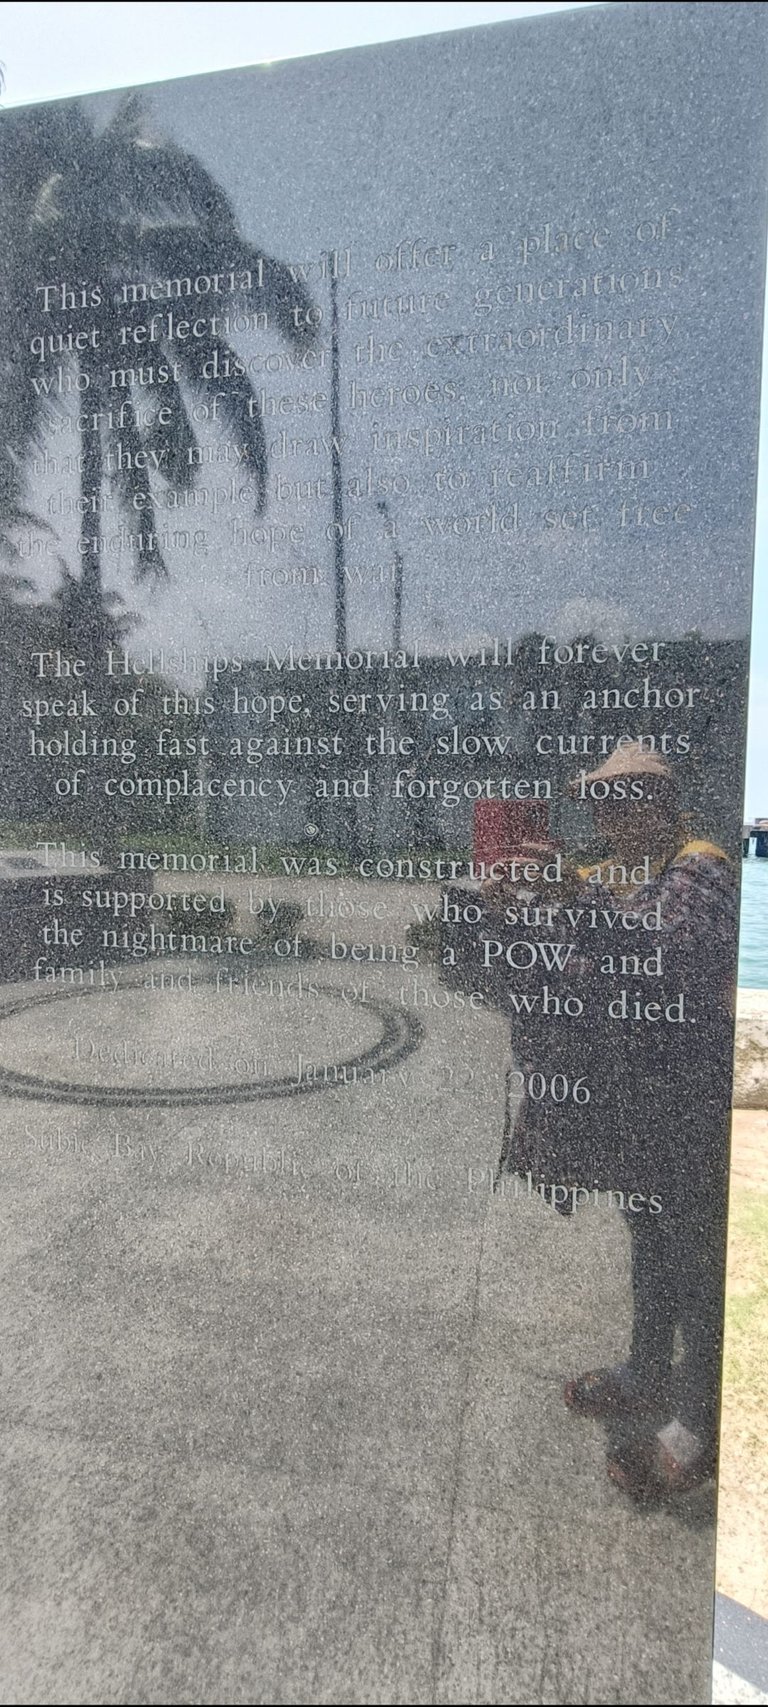 This memorial will offer a place of
quiet reflection to future generations
who must discover the extraordinary
sacrifice of these heroes, not only
that they may draw inspiration from
their example but also to reaffirm
the enduring hope of a world set free
from war.
The Hellships Memorial will forever
speak of this hope, serving as an anchor
holding fast against the slow currents
of complacency and forgotten loss.
This memorial was constructed and
is supported by those who survived
the nightmare of being a POW and
family and friends of those who died.
Dedicated on January 22, 2006
Subic Bay, Republic of the Philippines